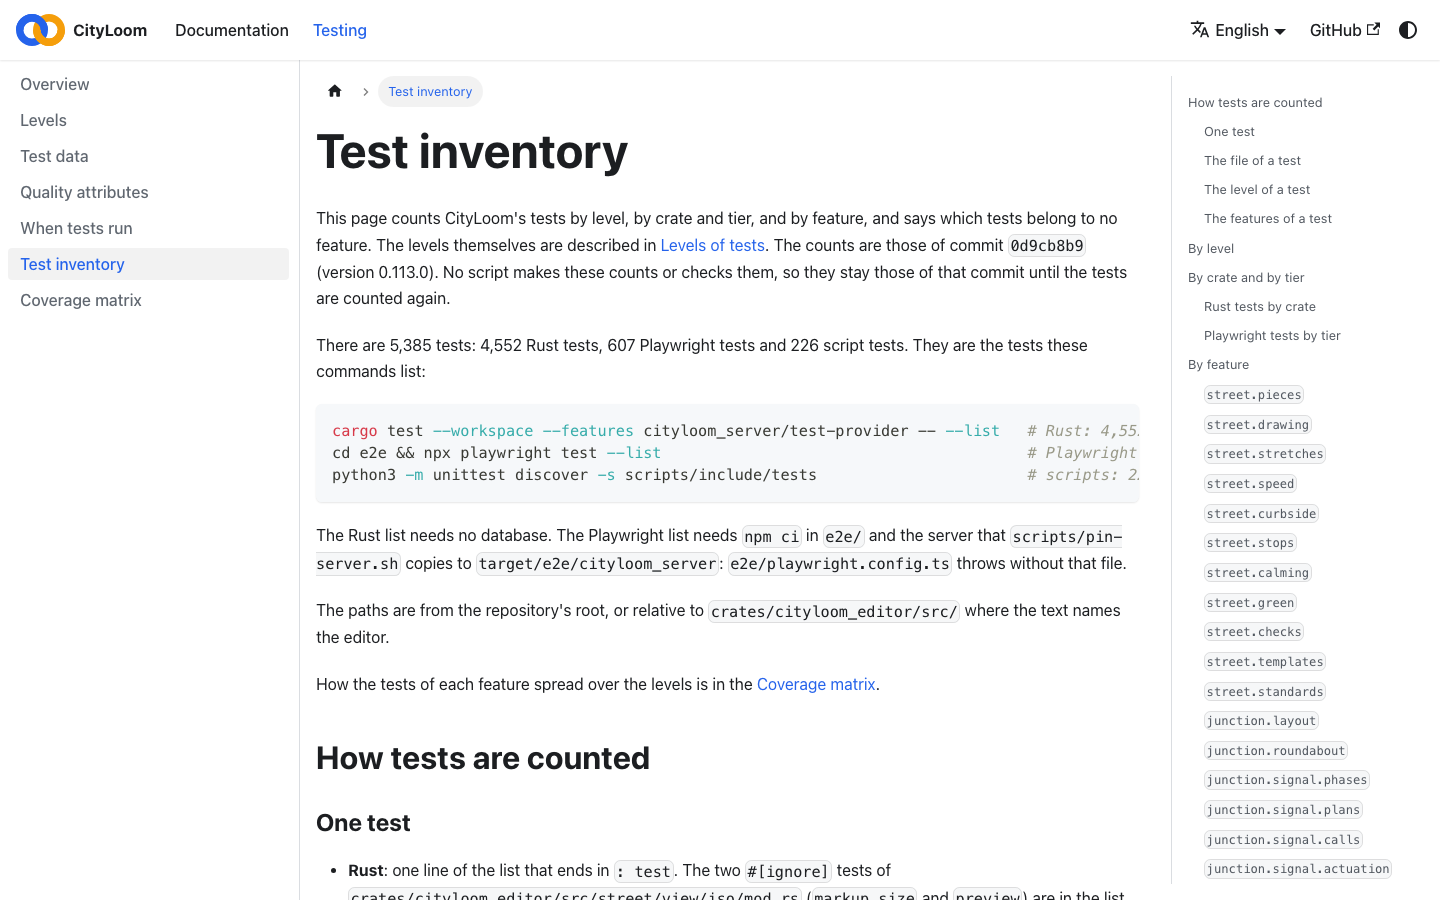 CityLoom
Documentation
Testing
English
GitHub
Overview
Levels
Test data
Quality attributes
When tests run
Test inventory
Coverage matrix
Test inventory
Test inventory
This page counts CityLoom's tests by level, by crate and tier, and by feature, and says which tests belong to no
feature. The levels themselves are described in Levels of tests. The counts are those of commit 0d9cb8b9
(version 0.113.0). No script makes these counts or checks them, so they stay those of that commit until the tests
are counted again.
There are 5,385 tests: 4,552 Rust tests, 607 Playwright tests and 226 script tests. They are the tests these
commands list:
cargo test --workspace --features cityloom_server/test-provider -- --list # Rust: 4,55
cd e2e && npx playwright test --list # Playwright
python3 -m unittest discover -s scripts/include/tests # scripts: 2
The Rust list needs no database. The Playwright list needs npm ci in e2e/ and the server that scripts/pin-
server.sh copies to target/e2e/cityloom_server: e2e/playwright.config.ts throws without that file.
The paths are from the repository's root, or relative to crates/cityloom_editor/src/ where the text names
the editor.
How the tests of each feature spread over the levels is in the Coverage matrix.
How tests are counted
One test
Rust: one line of the list that ends in : test. The two #[ignore] tests of
crates/cityloom_editor/src/street/view/iso/mod.rs (markup_size and preview) are in the list
How tests are counted
One test
The file of a test
The level of a test
The features of a test
By level
By crate and by tier
Rust tests by crate
Playwright tests by tier
By feature
street.pieces
street.drawing
street.stretches
street.speed
street.curbside
street.stops
street.calming
street.green
street.checks
street.templates
street.standards
junction.layout
junction.roundabout
junction.signal.phases
junction.signal.plans
junction.signal.calls
junction.signal.actuation